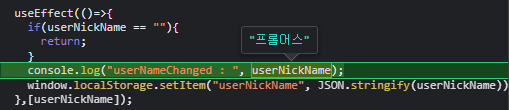 useEffect(()=>{
if(userNickName == ""){
return;
"프롬어스"
}
console.log("userNameChanged : ", userNickName);
window.localStorage.setItem("userNickName", JSON.stringify(userNickName))
},[userNickName]);